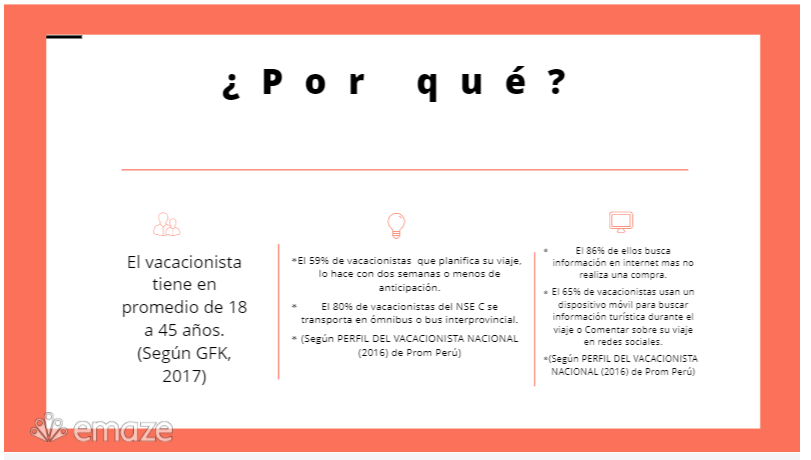 ¿Por qué?
El vacacionista
tiene en
promedio de 18
a 45 años.
(Según GFK,
2017)
*El 59% de vacacionistas que planifica su viaje,
lo hace con dos semanas o menos de
anticipación.
* El 80% de vacacionistas del NSE C se
transporta en ómnibus o bus interprovincial.
* (Según PERFIL DEL VACACIONISTA NACIONAL
(2016) de Prom Perú)
* El 86% de ellos busca
información en internet mas no
realiza una compra.
* El 65% de vacacionistas usan un
dispositivo móvil para buscar
información turística durante el
viaje o Comentar sobre su viaje
en redes sociales.
*(Según PERFIL DEL VACACIONISTA
NACIONAL (2016) de Prom Perú)
emaze